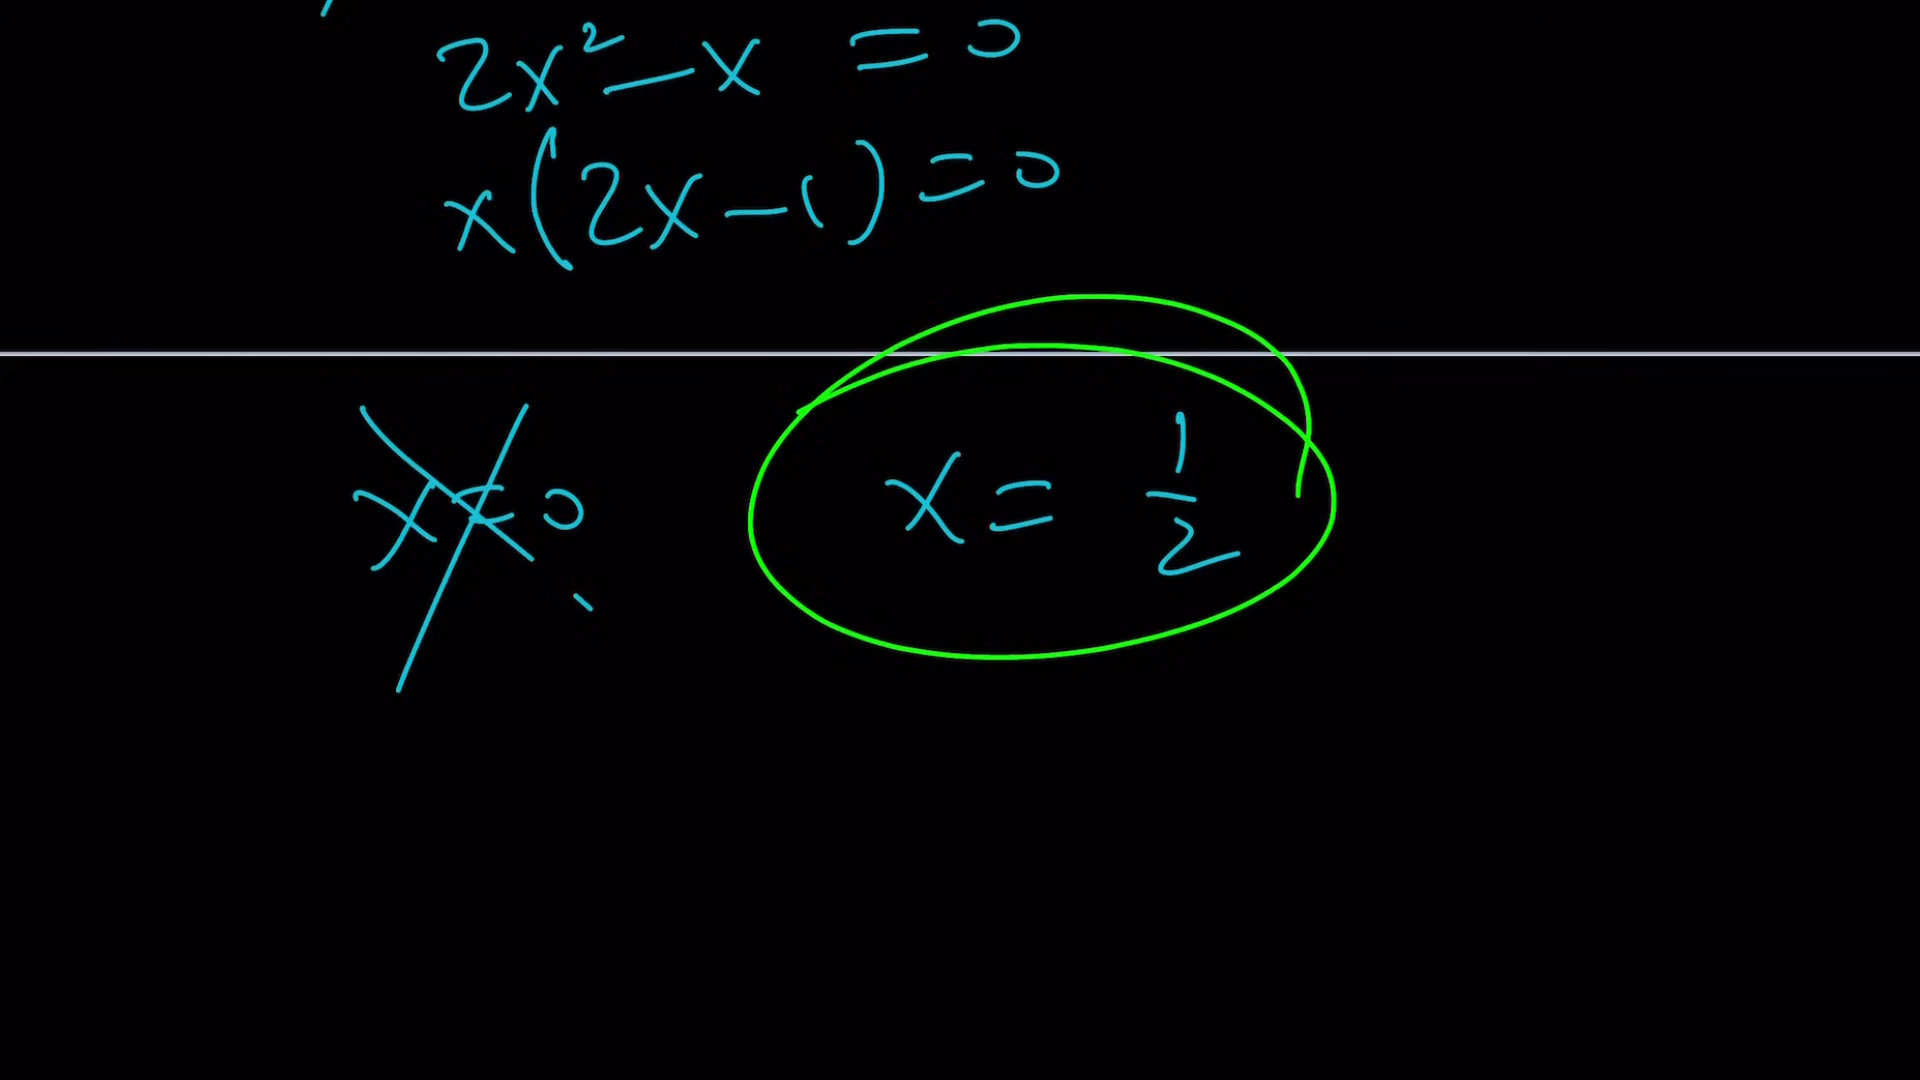 2x² - x = 0
x(2x - 1) = 0
x = 0 x = 1/2